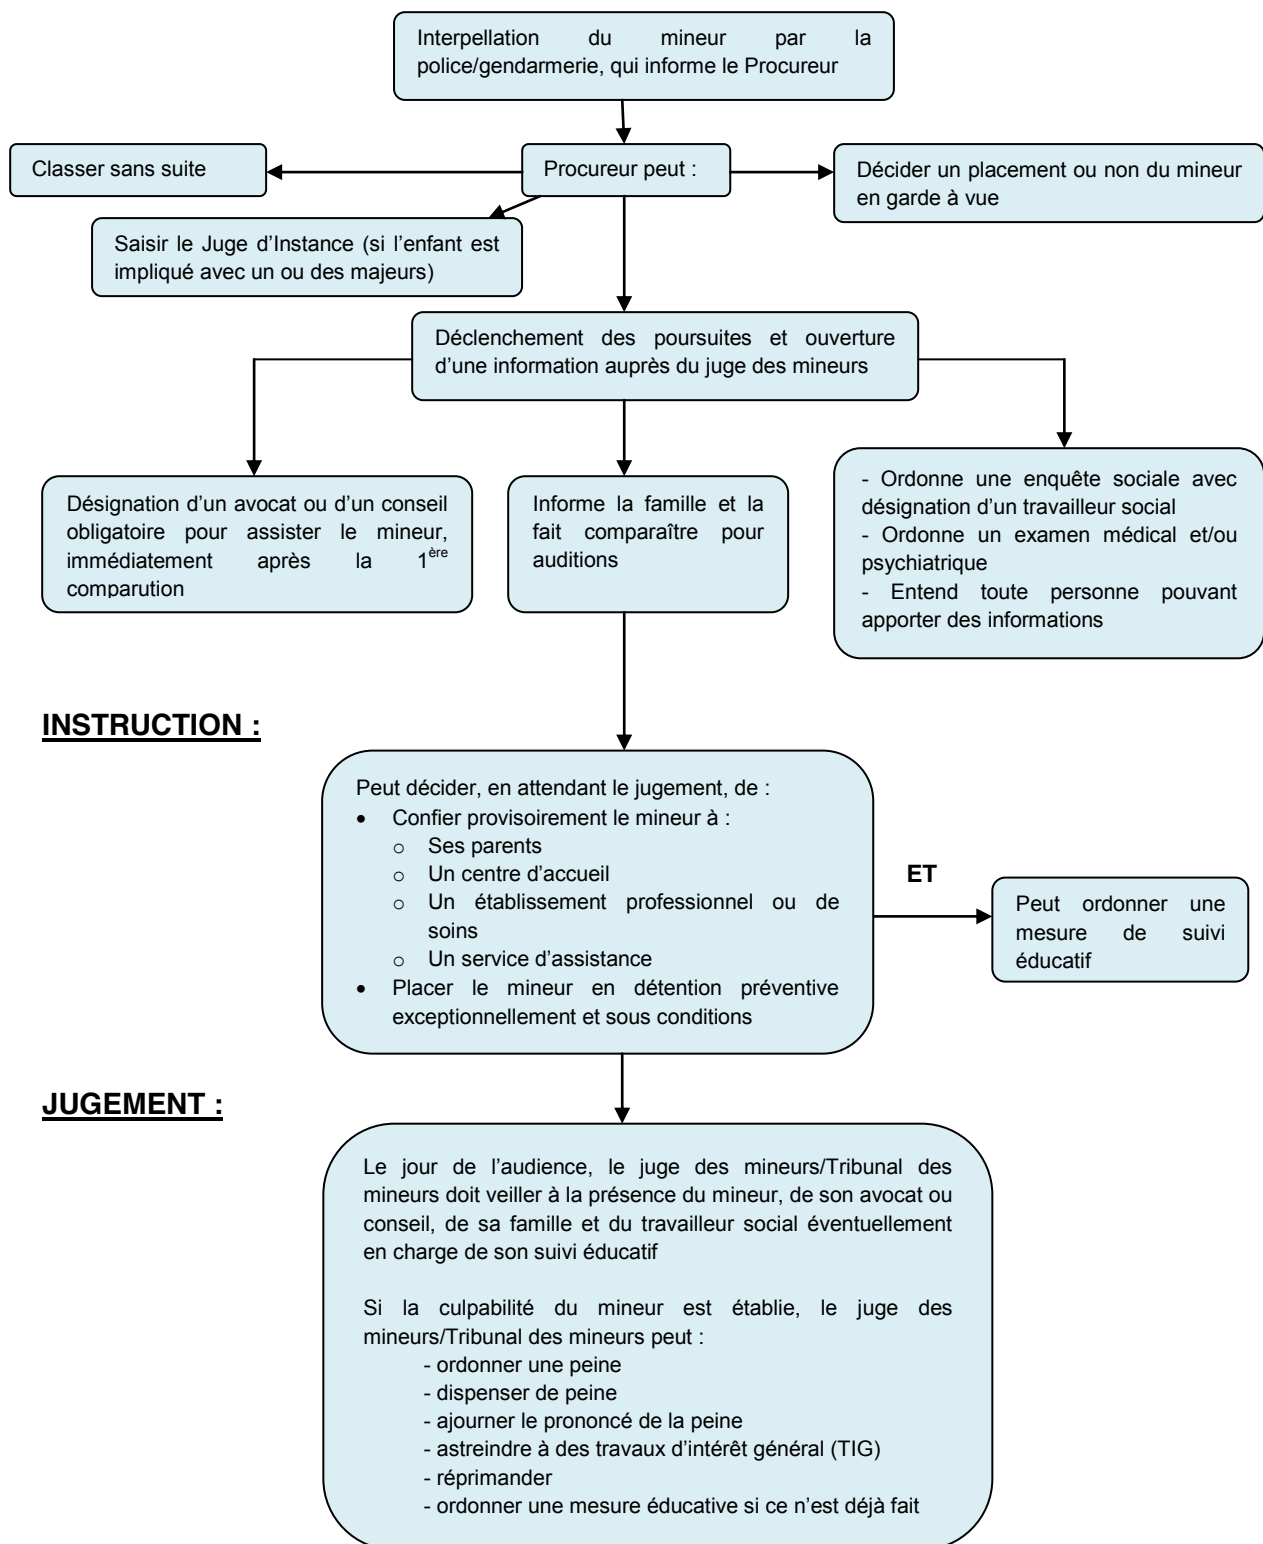 Interpellation du mineur par la
police/gendarmerie, qui informe le Procureur
Classer sans suite
Procureur peut :
Décider un placement ou non du mineur
en garde à vue
Saisir le Juge d'Instance (si l'enfant est
impliqué avec un ou des majeurs)
Déclenchement des poursuites et ouverture
d'une information auprès du juge des mineurs
Désignation d'un avocat ou d'un conseil
obligatoire pour assister le mineur,
immédiatement après la 1ère
comparution
Informe la famille et la
fait comparaître pour
auditions
- Ordonne une enquête sociale avec
désignation d'un travailleur social
- Ordonne un examen médical et/ou
psychiatrique
- Entend toute personne pouvant
apporter des informations
INSTRUCTION :
Peut décider, en attendant le jugement, de :
• Confier provisoirement le mineur à :
o Ses parents
o Un centre d'accueil
o Un établissement professionnel ou de
soins
o Un service d'assistance
• Placer le mineur en détention préventive
exceptionnellement et sous conditions
ET
Peut ordonner une
mesure de suivi
éducatif
JUGEMENT :
Le jour de l'audience, le juge des mineurs/Tribunal des
mineurs doit veiller à la présence du mineur, de son avocat ou
conseil, de sa famille et du travailleur social éventuellement
en charge de son suivi éducatif
Si la culpabilité du mineur est établie, le juge des
mineurs/Tribunal des mineurs peut :
- ordonner une peine
- dispenser de peine
- ajourner le prononcé de la peine
- astreindre à des travaux d'intérêt général (TIG)
- réprimander
- ordonner une mesure éducative si ce n'est déjà fait